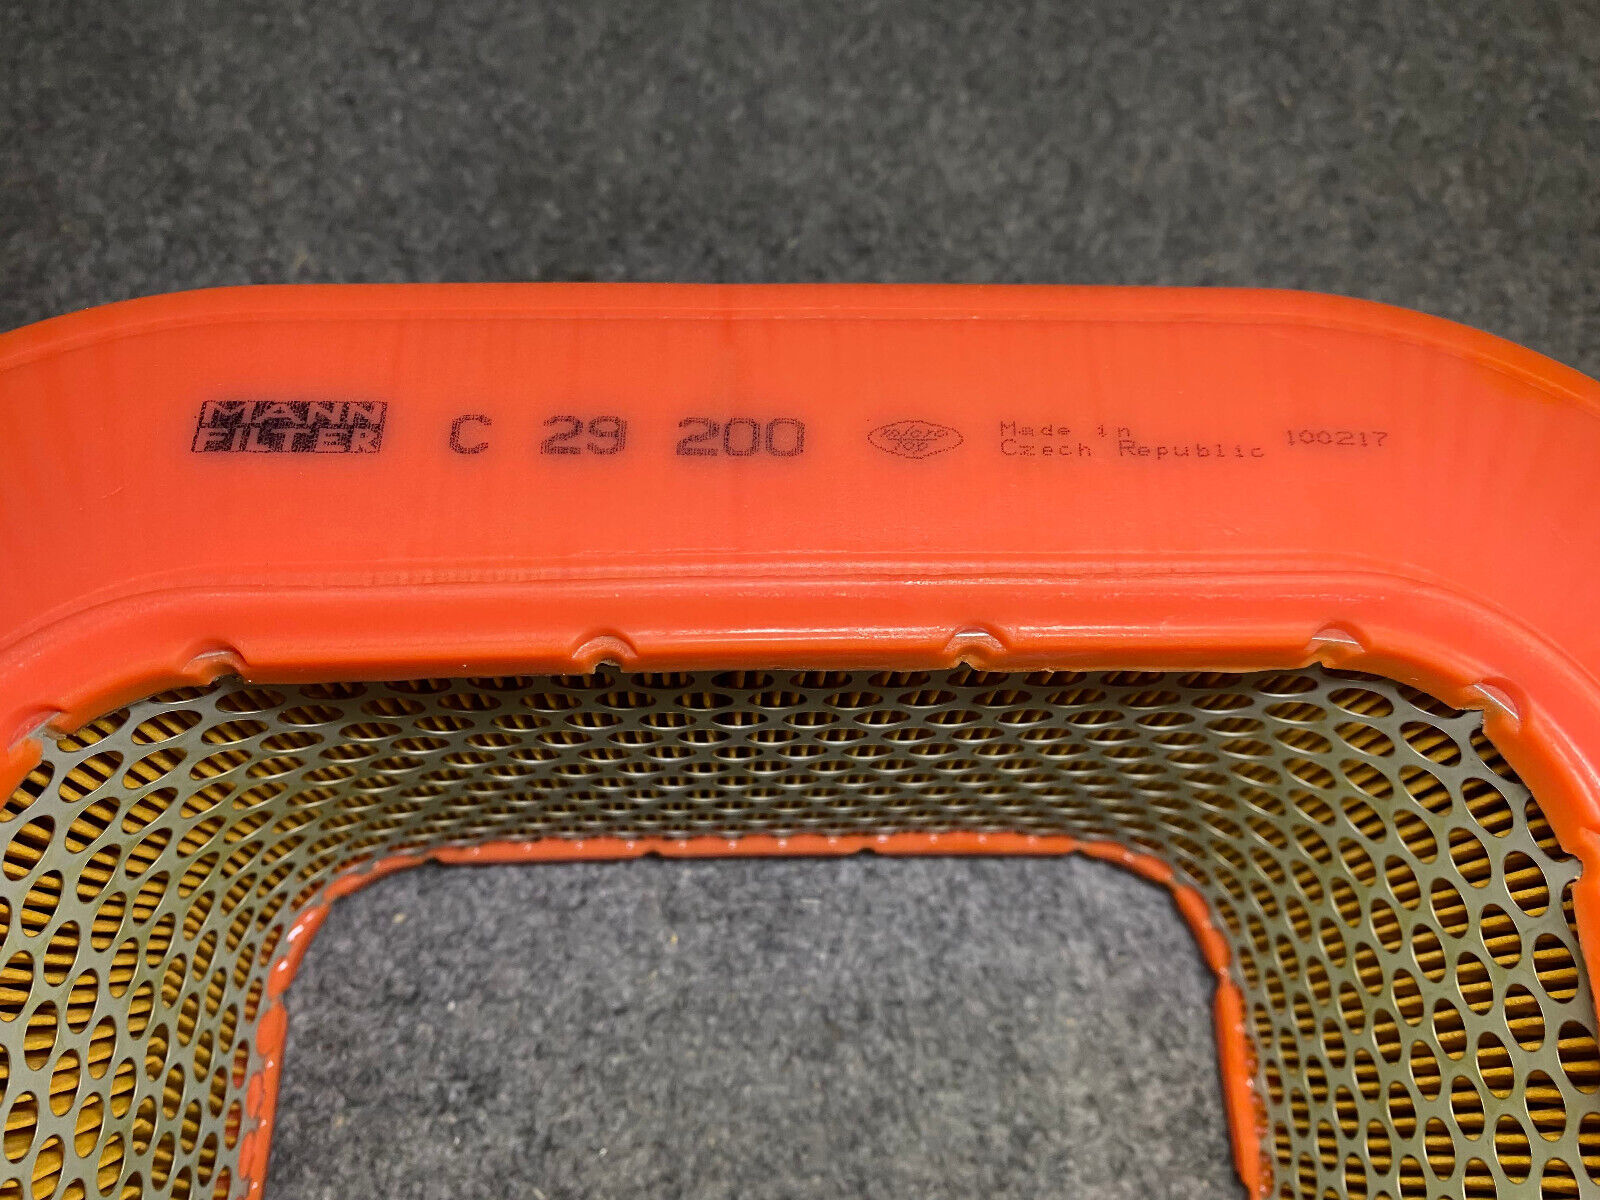 MANN
FILTER
C 29 200
Made in
Czech Republic
100217